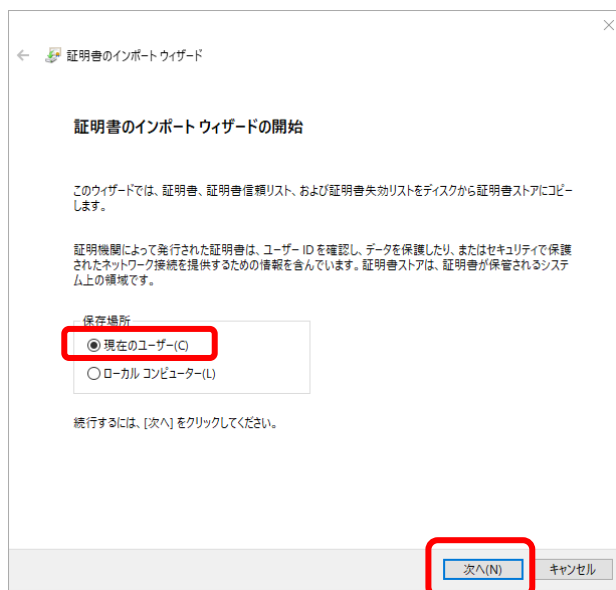 証明書のインポート ウィザード
証明書のインポート ウィザードの開始
このウィザードでは、証明書、証明書信頼リスト、および証明書失効リストをディスクから証明書ストアにコピー
します。
証明機関によって発行された証明書は、ユーザー ID を確認し、データを保護したり、またはセキュリティで保護
されたネットワーク接続を提供するための情報を含んでいます。証明書ストアは、証明書が保管されるシステ
ム上の領域です。
保存場所
現在のユーザー(C)
ローカル コンピューター(L)
続行するには、[次へ] をクリックしてください。
次へ(N) キャンセル